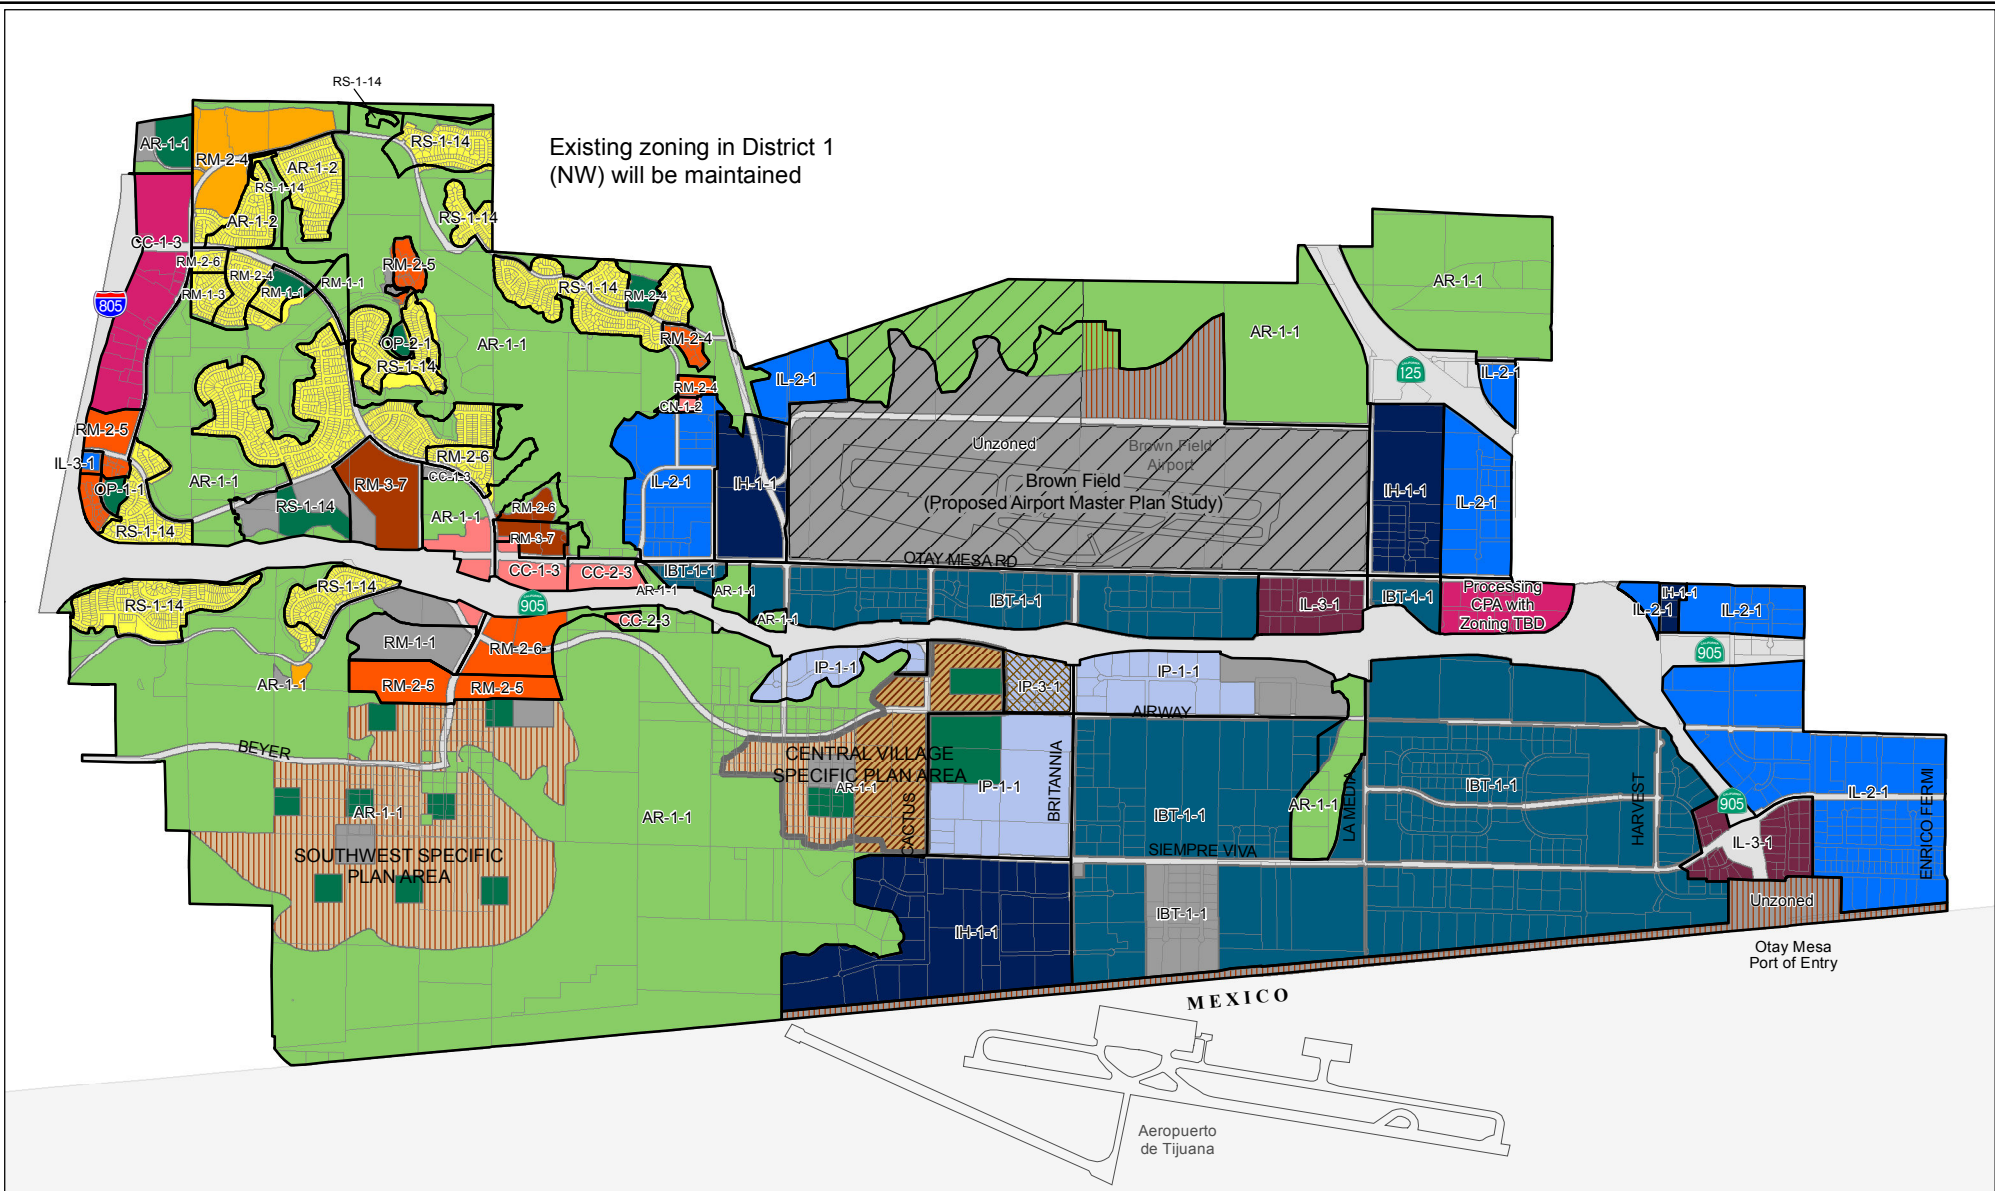 RS-1-14
Existing zoning in District 1
(NW) will be maintained
AR-1-1
RM-2-4
AR-1-2
RS-1-14
RS-1-14
AR-1-2
RS-1-14
CC-1-3
RM-2-6
RM-2-4
RM-1-3
RM-1-1
RM-1-1
RM-2-5
805
OP-2-1
RS-1-14
AR-1-1
RS-1-14
RM-2-4
RM-2-4
RM-2-4
CN-1-2
IL-2-1
AR-1-1
AR-1-1
CALIFORNIA
125
IL-2-1
RM-2-5
IL-3-1
OP-1-1
RS-1-14
AR-1-1
RS-1-14
RM-3-7
RM-2-6
CC-1-3
AR-1-1
RM-2-6
RM-3-7
IL-2-1
IH-1-1
Unzoned
Brown Field
Airport
Brown Field
(Proposed Airport Master Plan Study)
IH-1-1
IL-2-1
OTAY MESA RD
CC-1-3
CC-2-3
IBT-1-1
AR-1-1
AR-1-1
AR-1-1
IBT-1-1
IL-3-1
IBT-1-1
Processing
CPA with
Zoning TBD
IL-2-1
IH-1-1
IL-2-1
905
RS-1-14
RS-1-14
905
CC-2-3
RM-1-1
RM-2-6
AR-1-1
RM-2-5
RM-2-5
IP-1-1
IP-3-1
IP-1-1
AIRWAY
BEYER
CENTRAL VILLAGE
SPECIFIC PLAN AREA
AR-1-1
CACTUS
IP-1-1
BRITANNIA
IBT-1-1
AR-1-1
LA MEDIA
IBT-1-1
HARVEST
905
IL-2-1
ENRICO FERMI
IL-3-1
AR-1-1
AR-1-1
SOUTHWEST SPECIFIC
PLAN AREA
SIEMPRE VIVA
IH-1-1
IBT-1-1
Unzoned
Otay Mesa
Port of Entry
MEXICO
Aeropuerto
de Tijuana